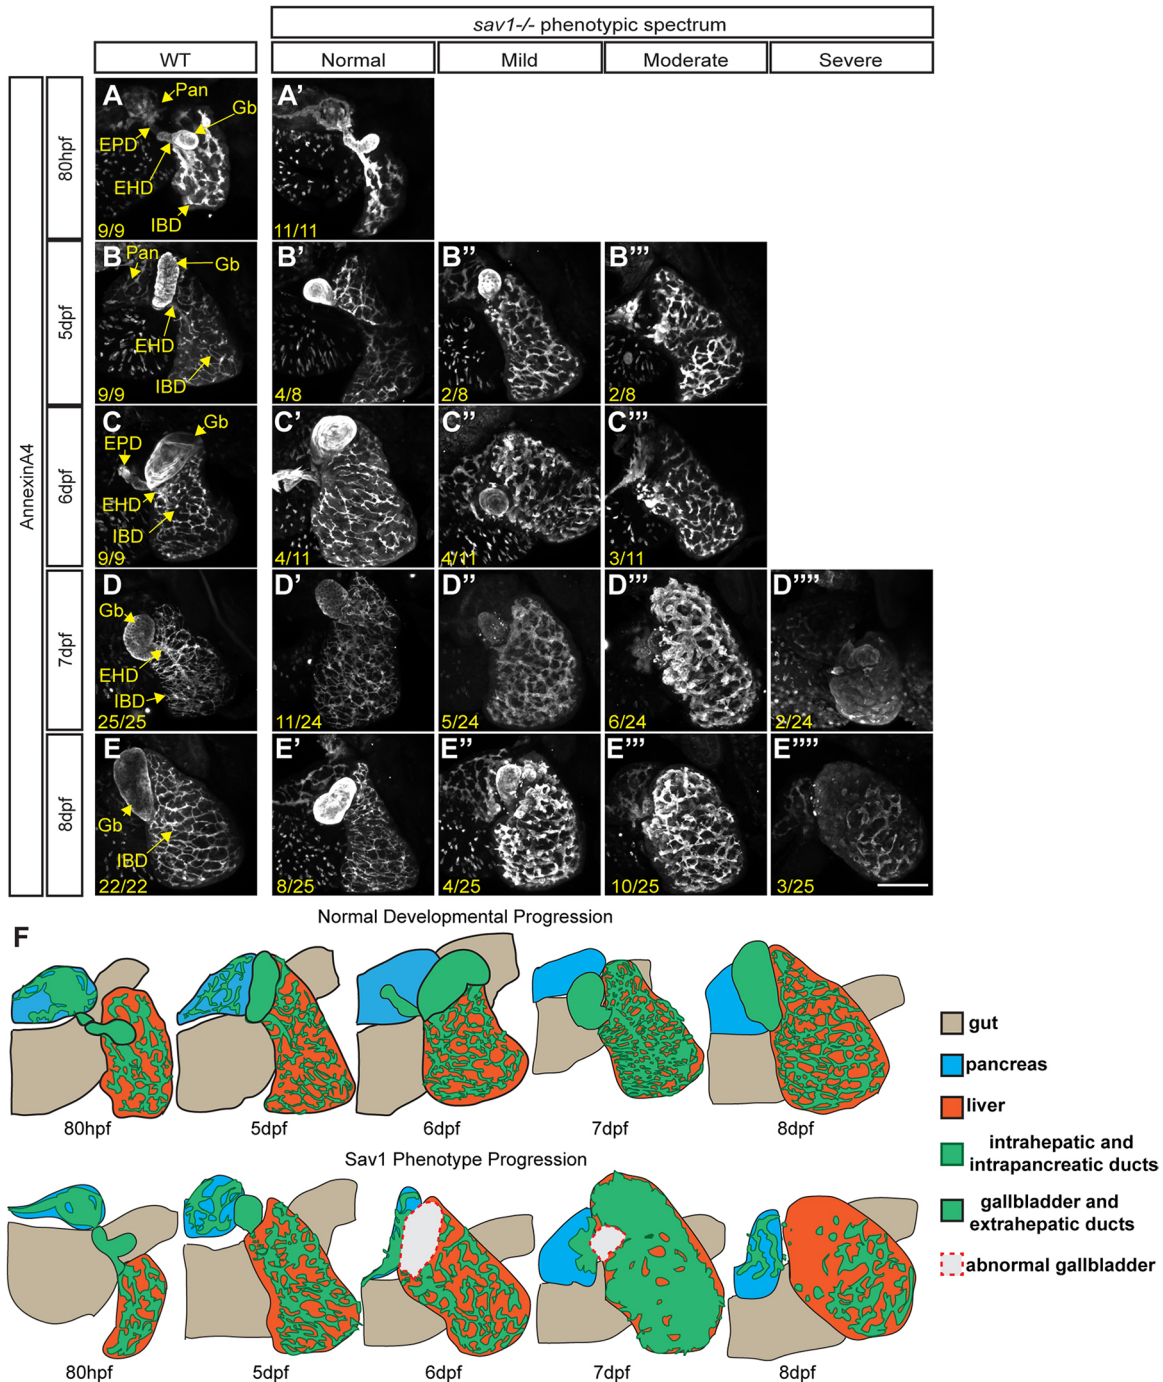 sav1-/- phenotypic spectrum
WT
Normal
Mild
Moderate
Severe
AnnexinA4
80hpf
A
Pan
Gb
EPD
EHD
IBD
9/9
A’
11/11
5dpf
B
Pan
Gb
EHD
IBD
9/9
B’
4/8
B’’
2/8
B’’’
2/8
6dpf
C
Gb
EPD
EHD
IBD
9/9
C’
4/11
C’’
4/11
C’’’
3/11
7dpf
D
Gb
EHD
IBD
25/25
D’
11/24
D’’
5/24
D’’’
6/24
D’’’’
2/24
8dpf
E
Gb
IBD
22/22
E’
8/25
E’’
4/25
E’’’
10/25
E’’’’
3/25
F
Normal Developmental Progression
80hpf
5dpf
6dpf
7dpf
8dpf
Sav1 Phenotype Progression
80hpf
5dpf
6dpf
7dpf
8dpf
gut
pancreas
liver
intrahepatic and
intrapancreatic ducts
gallbladder and
extrahepatic ducts
abnormal gallbladder